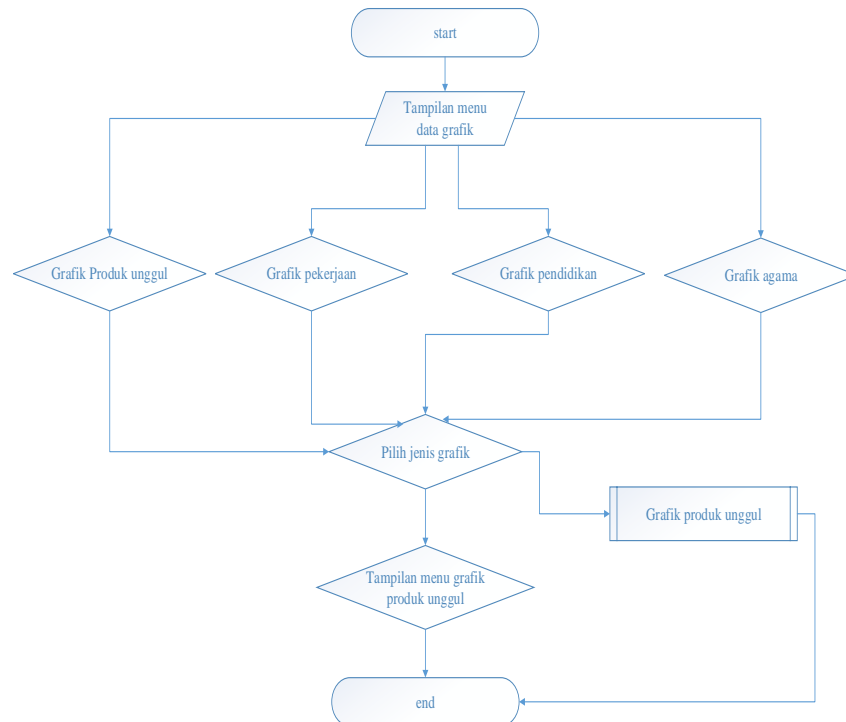 start
Tampilan menu
data grafik
Grafik Produk unggul
Grafik pekerjaan
Grafik pendidikan
Grafik agama
Pilih jenis grafik
Grafik produk unggul
Tampilan menu grafik
produk unggul
end